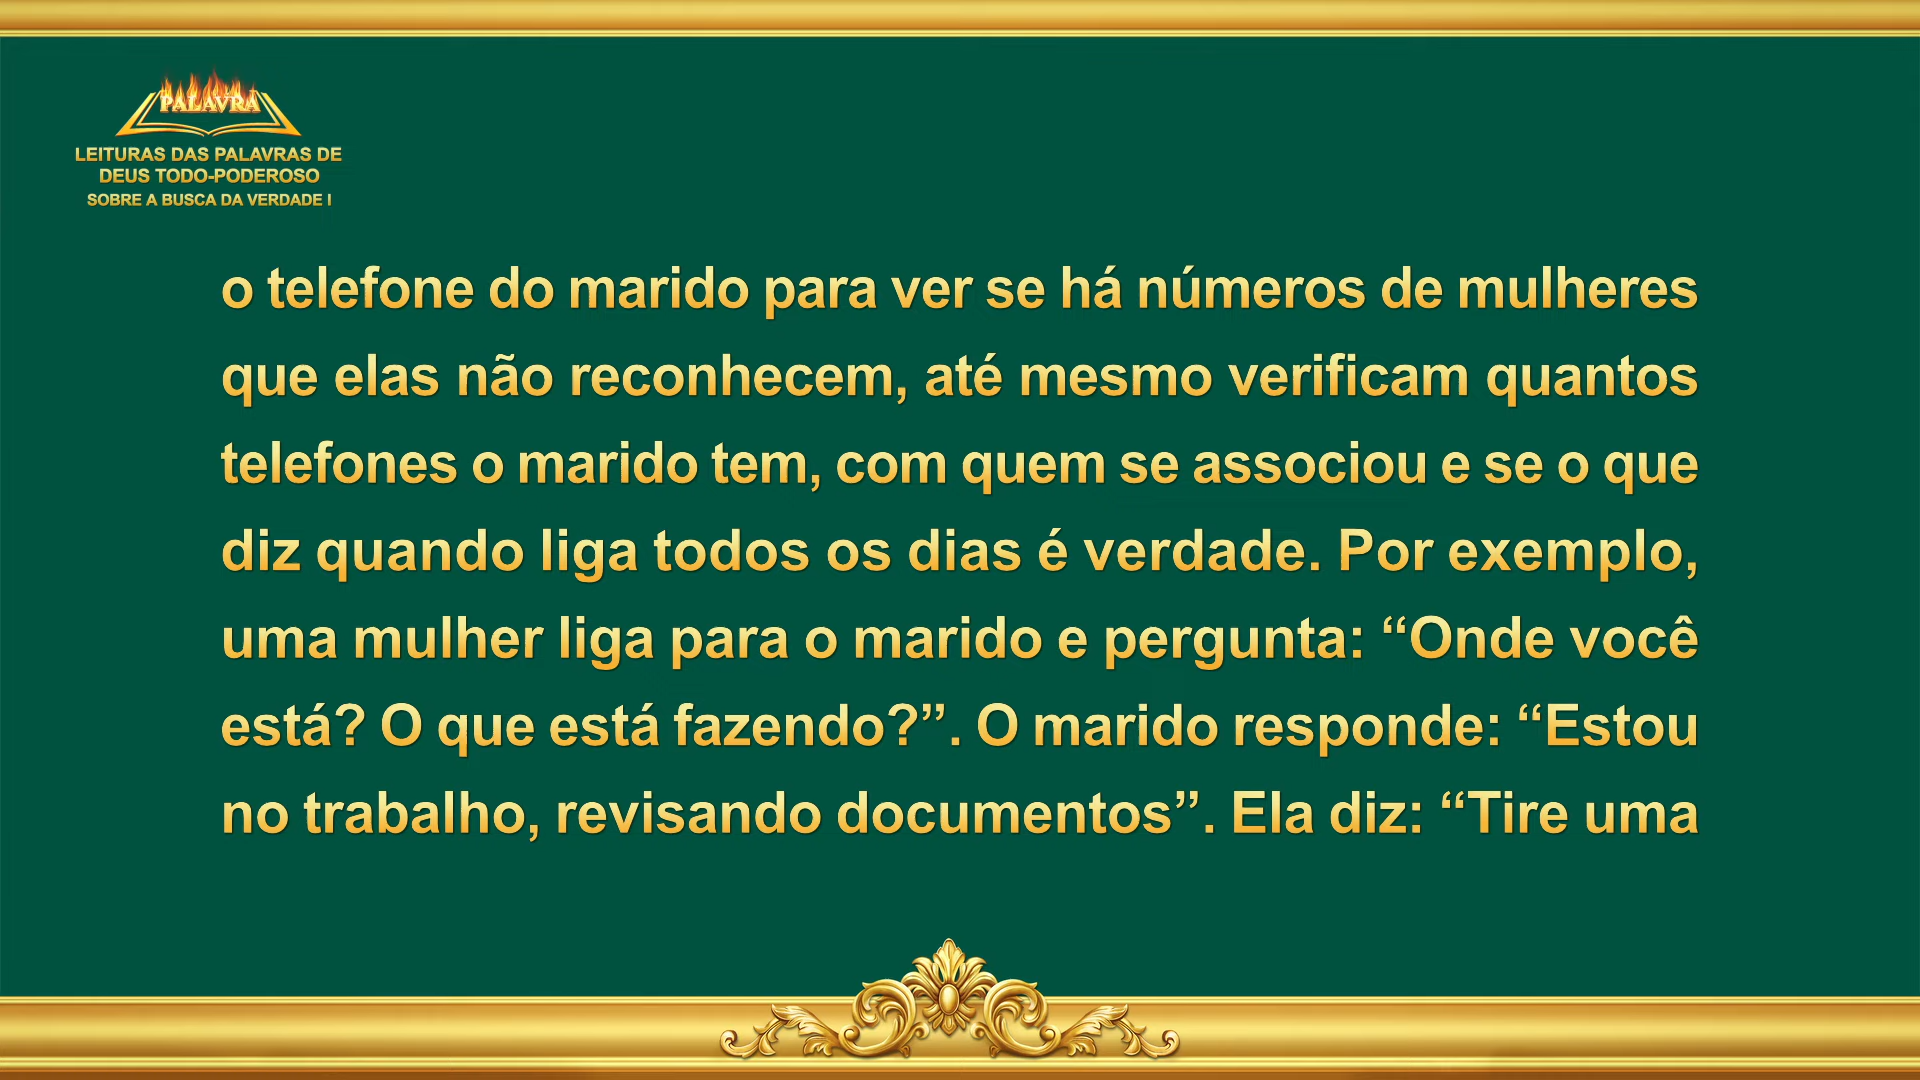 PALAVRA
LEITURAS DAS PALAVRAS DE
DEUS TODO-PODEROSO
SOBRE A BUSCA DA VERDADE I
o telefone do marido para ver se há números de mulheres
que elas não reconhecem, até mesmo verificam quantos
telefones o marido tem, com quem se associou e se o que
diz quando liga todos os dias é verdade. Por exemplo,
uma mulher liga para o marido e pergunta: “Onde você
está? O que está fazendo?”. O marido responde: “Estou
no trabalho, revisando documentos”. Ela diz: “Tire uma